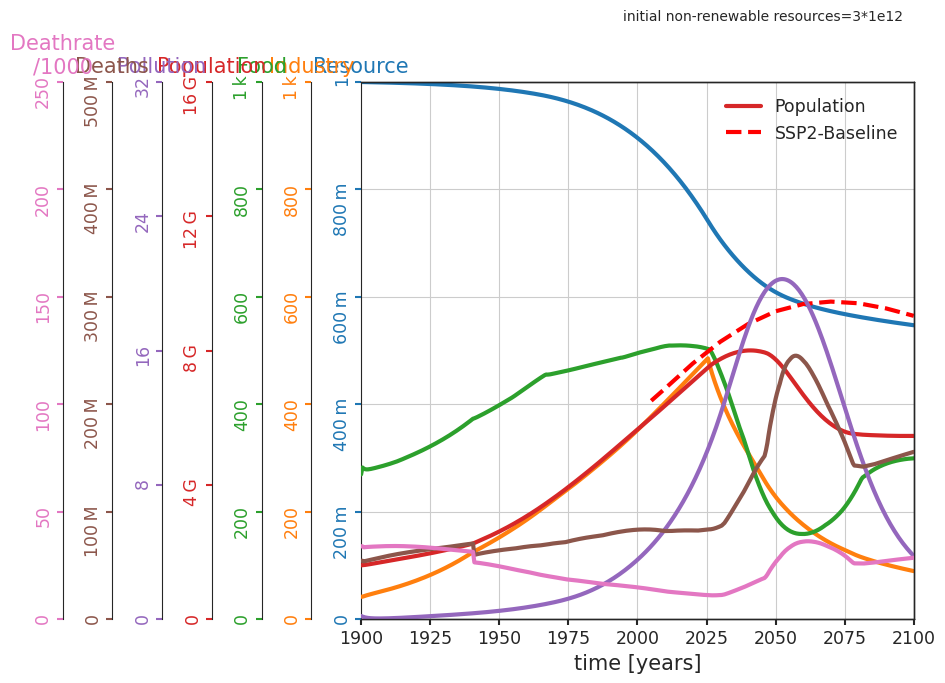 initial non-renewable resources=3*1e12
Deathrate
/1000 Deaths Pollution Population Food Industry Resource
250 500 M 32 16 G 1 k 1 k 1
200 400 M 24 12 G 800 800 800 m
150 300 M 16 8 G 600 600 600 m
100 200 M 8 4 G 400 400 400 m
50 100 M 200 200 200 m
0 0 0 0 0 0 0
Population
SSP2-Baseline
1900 1925 1950 1975 2000 2025 2050 2075 2100
time [years]